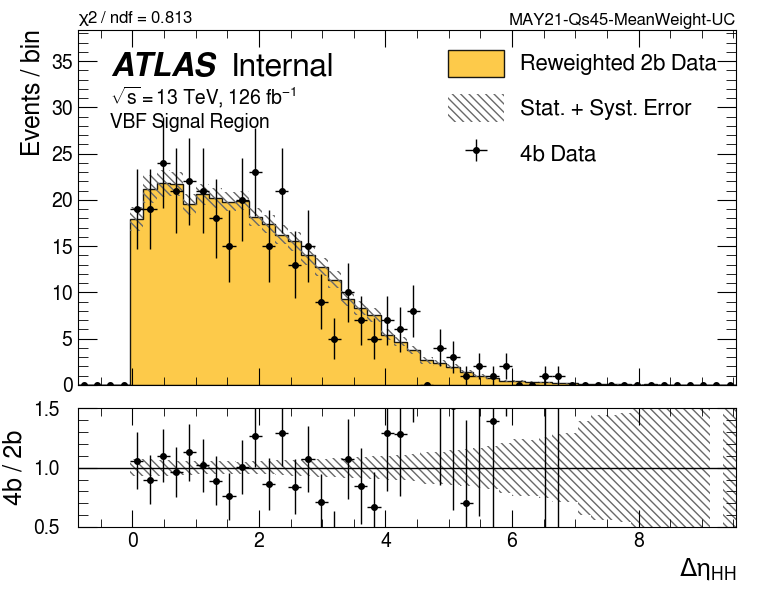 χ2 / ndf = 0.813
MAY21-Qs45-MeanWeight-UC
Events / bin
ATLAS Internal
√s = 13 TeV, 126 fb⁻¹
VBF Signal Region
Reweighted 2b Data
Stat. + Syst. Error
4b Data
35
30
25
20
15
10
5
0
4b / 2b
1.5
1.0
0.5
0 2 4 6 8
ΔηHH